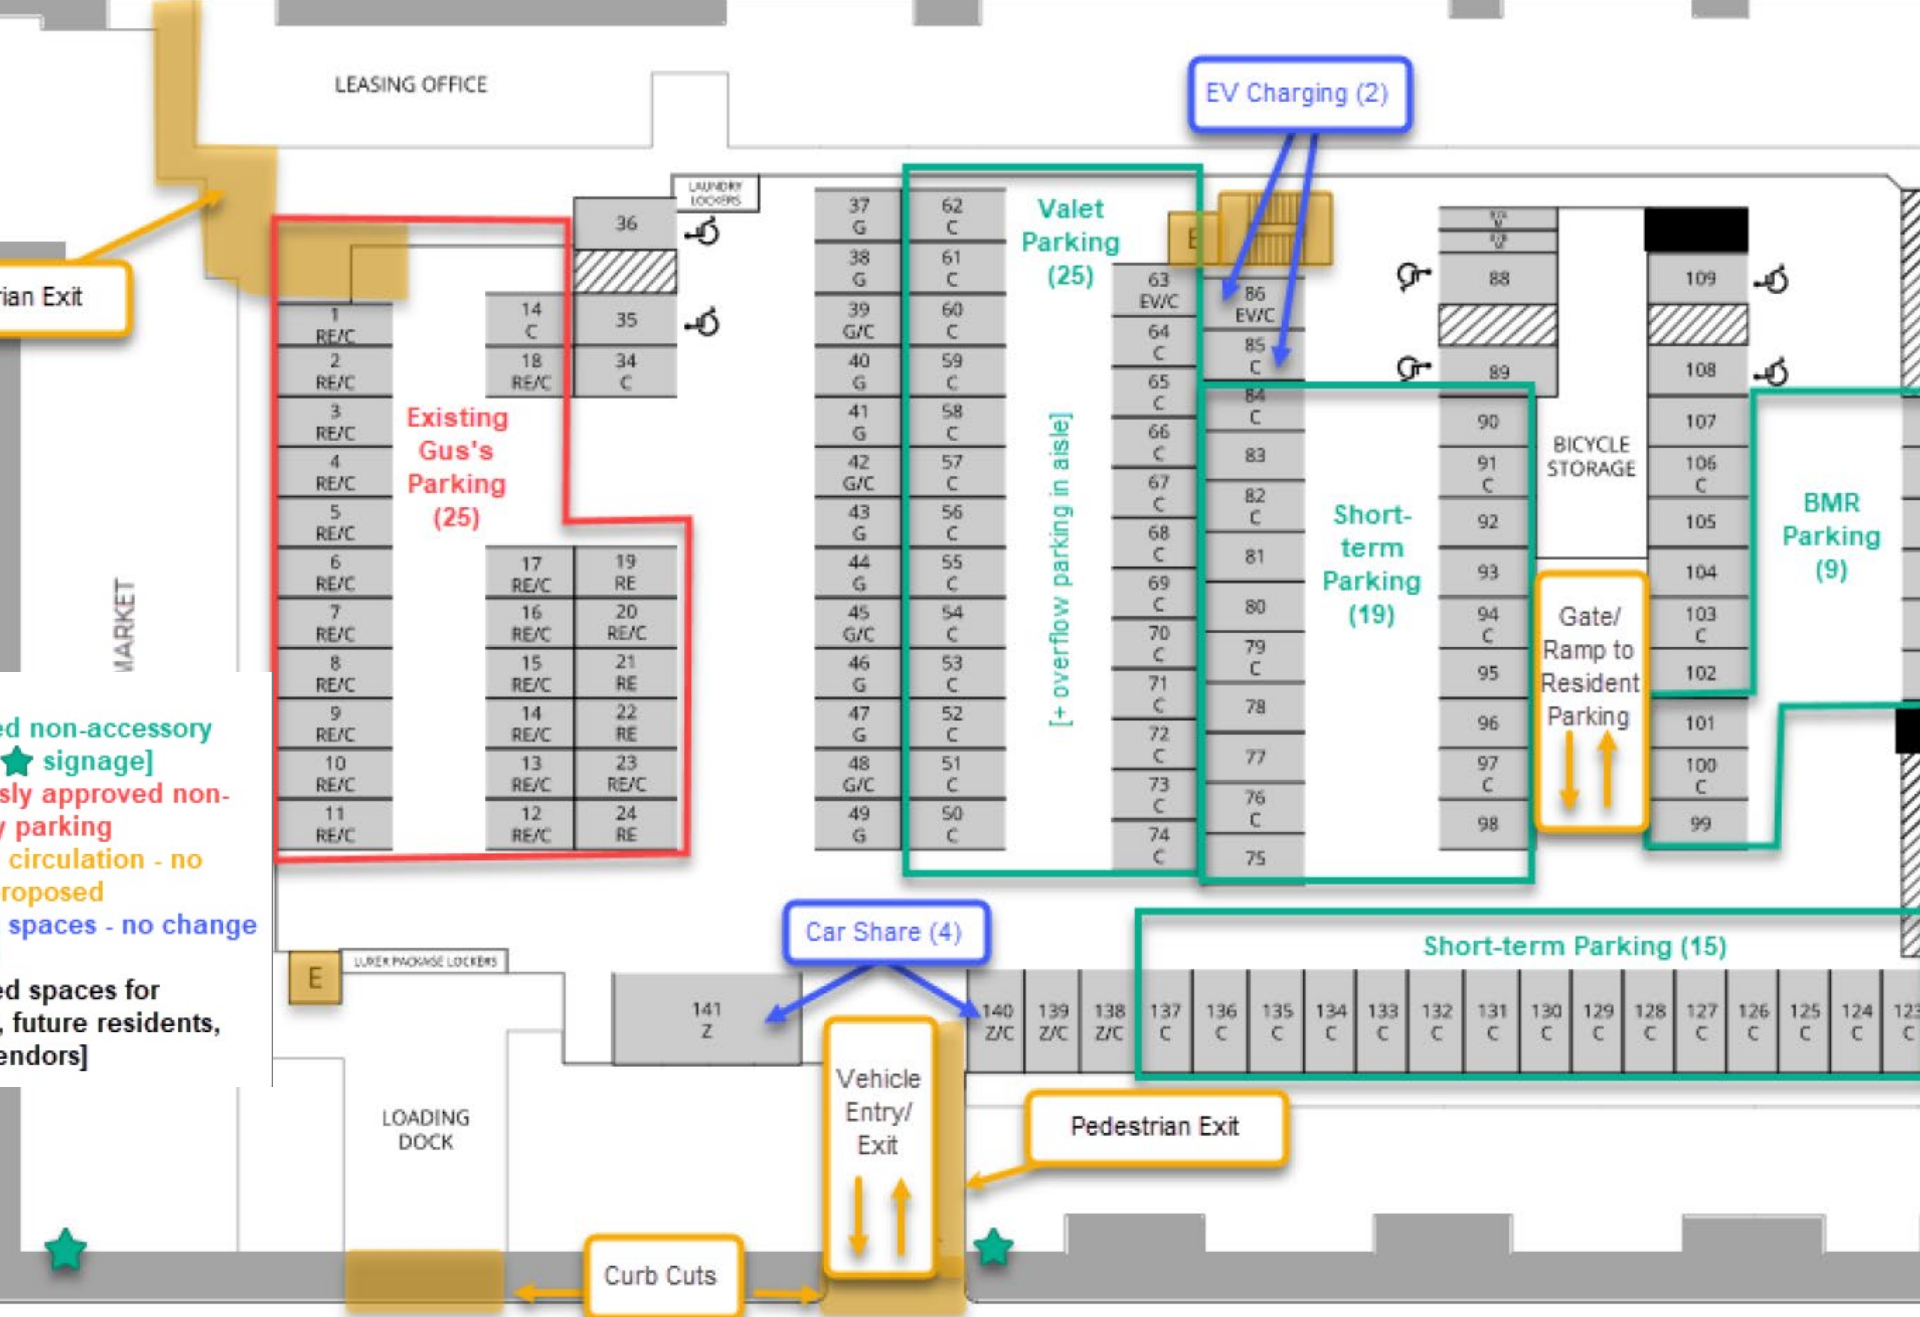 LEASING OFFICE
EV Charging (2)
LAUNDRY
LOCKERS
Valet
Parking
(25)
[+ overflow parking in aisle]
E
rian Exit
MARKET
Existing
Gus's
Parking
(25)
1
RE/C
2
RE/C
3
RE/C
4
RE/C
5
RE/C
6
RE/C
7
RE/C
8
RE/C
9
RE/C
10
RE/C
11
RE/C
14
C
18
RE/C
17
RE/C
16
RE/C
15
RE/C
14
RE/C
13
RE/C
12
RE/C
36
35
34
C
19
RE
20
RE/C
21
RE
22
RE
23
RE/C
24
RE
37
G
38
G
39
G/C
40
G
41
G
42
G/C
43
G
44
G
45
G/C
46
G
47
G
48
G/C
49
G
62
C
61
C
60
C
59
C
58
C
57
C
56
C
55
C
54
C
53
C
52
C
51
C
50
C
63
EV/C
64
C
65
C
66
C
67
C
68
C
69
C
70
C
71
C
72
C
73
C
74
C
86
EV/C
85
C
84
C
83
82
C
81
80
79
C
78
77
76
C
75
Short-
term
Parking
(19)
88
89
90
91
C
92
93
94
C
95
96
97
C
98
BICYCLE
STORAGE
Gate/
Ramp to
Resident
Parking
109
108
107
106
C
105
104
103
C
102
101
100
C
99
BMR
Parking
(9)
ed non-accessory
signage]
sly approved non-
y parking
circulation - no
roposed
spaces - no change
ed spaces for
, future residents,
endors]
E
LUXER PACKAGE LOCKERS
Car Share (4)
Short-term Parking (15)
141
Z
140
Z/C
139
Z/C
138
Z/C
137
C
136
C
135
C
134
C
133
C
132
C
131
C
130
C
129
C
128
C
127
C
126
C
125
C
124
C
123
C
Vehicle
Entry/
Exit
Pedestrian Exit
LOADING
DOCK
Curb Cuts